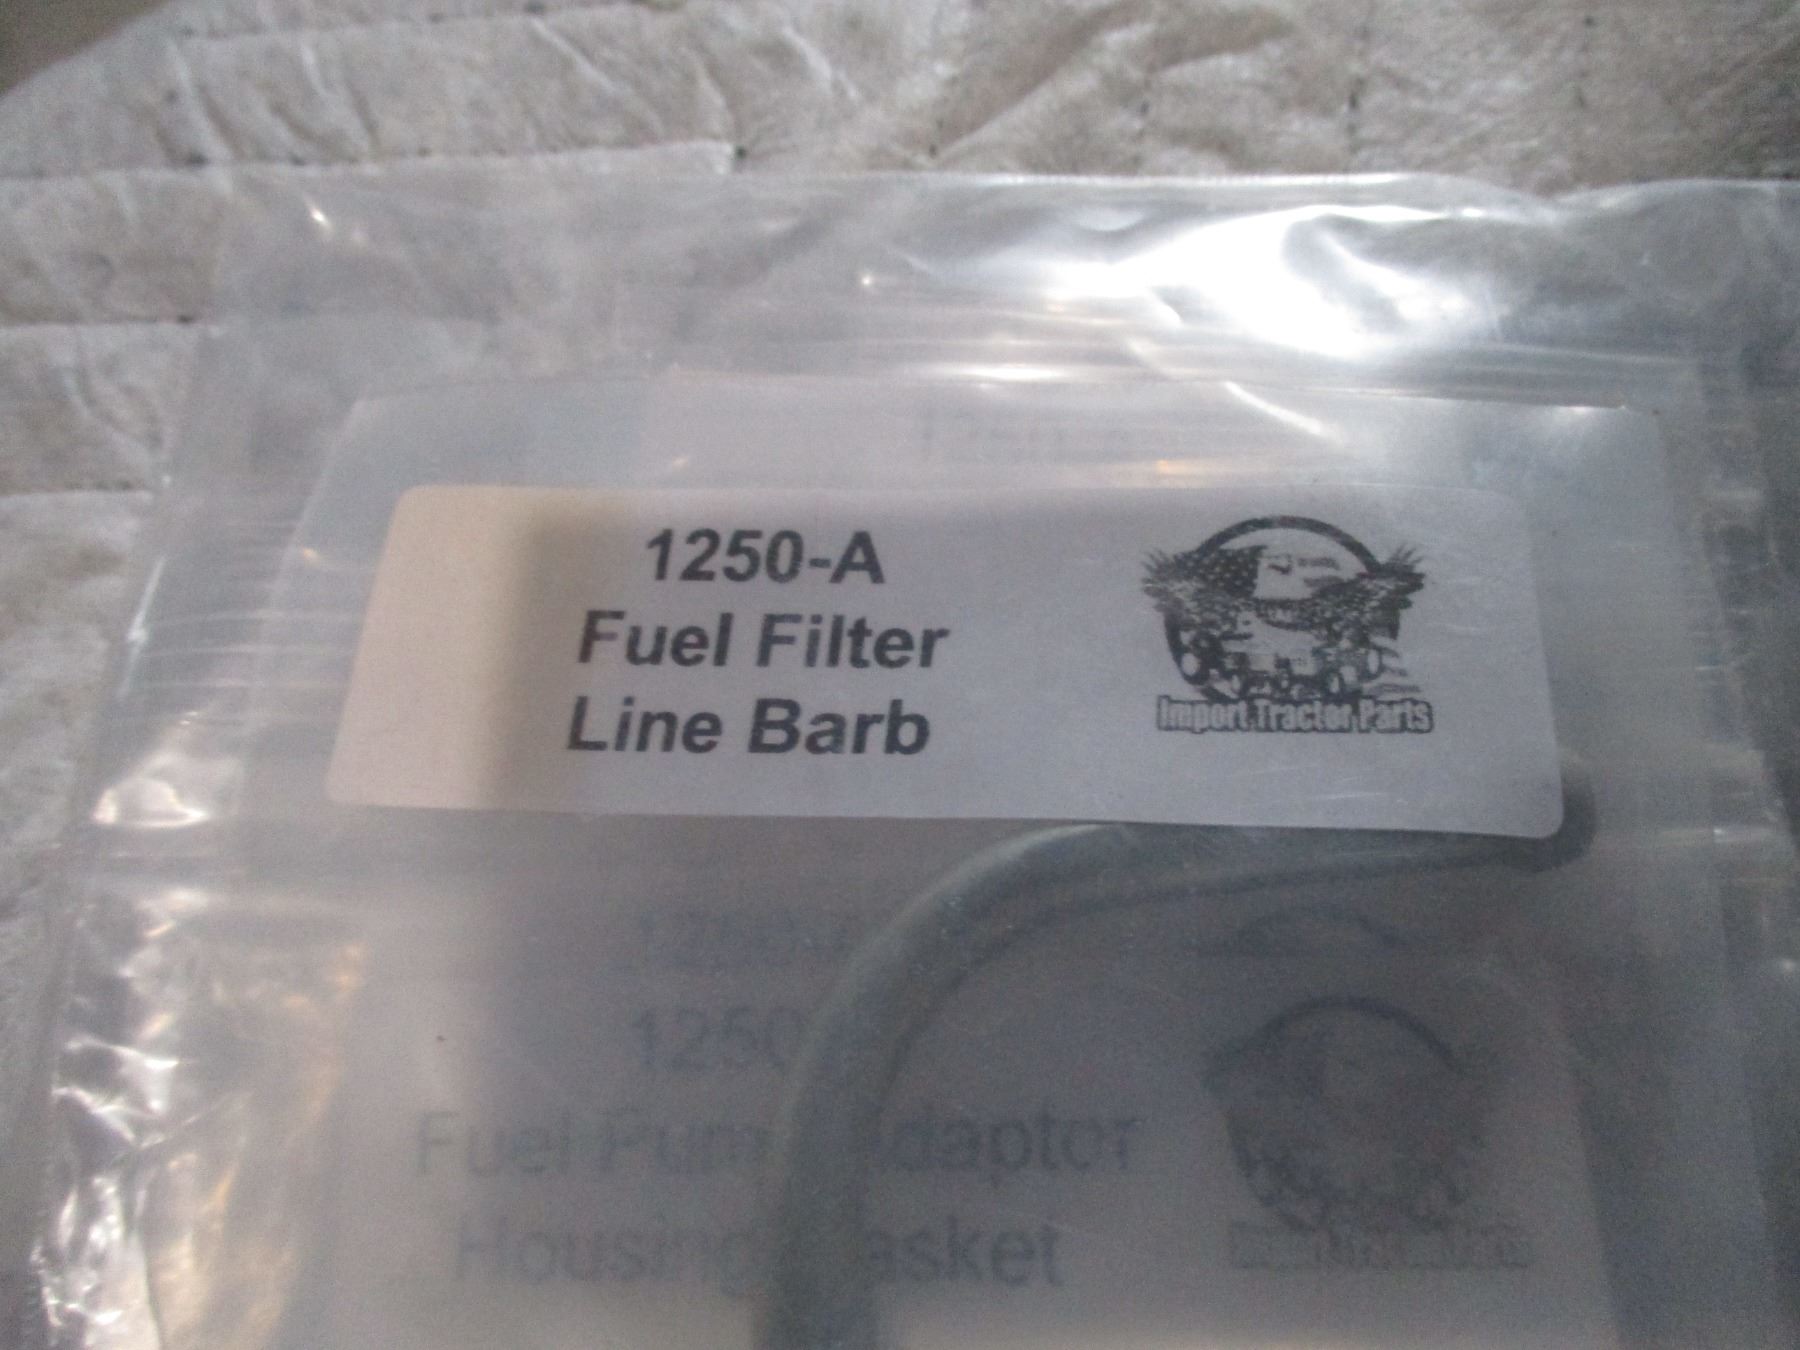 1250-A
Fuel Filter
Line Barb
Import Tractor Parts
1250
Fuel
Housing